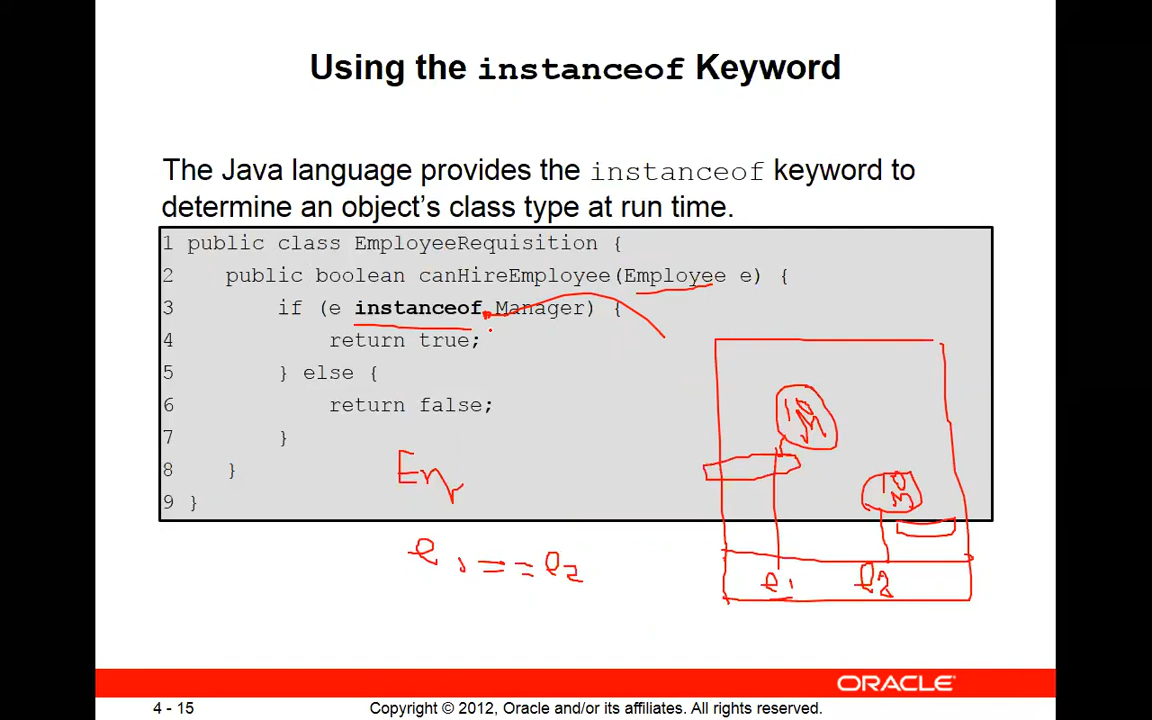 Using the instanceof Keyword
The Java language provides the instanceof keyword to
determine an object's class type at run time.
1 public class EmployeeRequisition {
2 public boolean canHireEmployee(Employee e) {
3 if (e instanceof Manager) {
4 return true;
5 } else {
6 return false;
7 }
8 }
9 }
e1 == e2
e1 e2
ORACLE
4 - 15
Copyright © 2012, Oracle and/or its affiliates. All rights reserved.